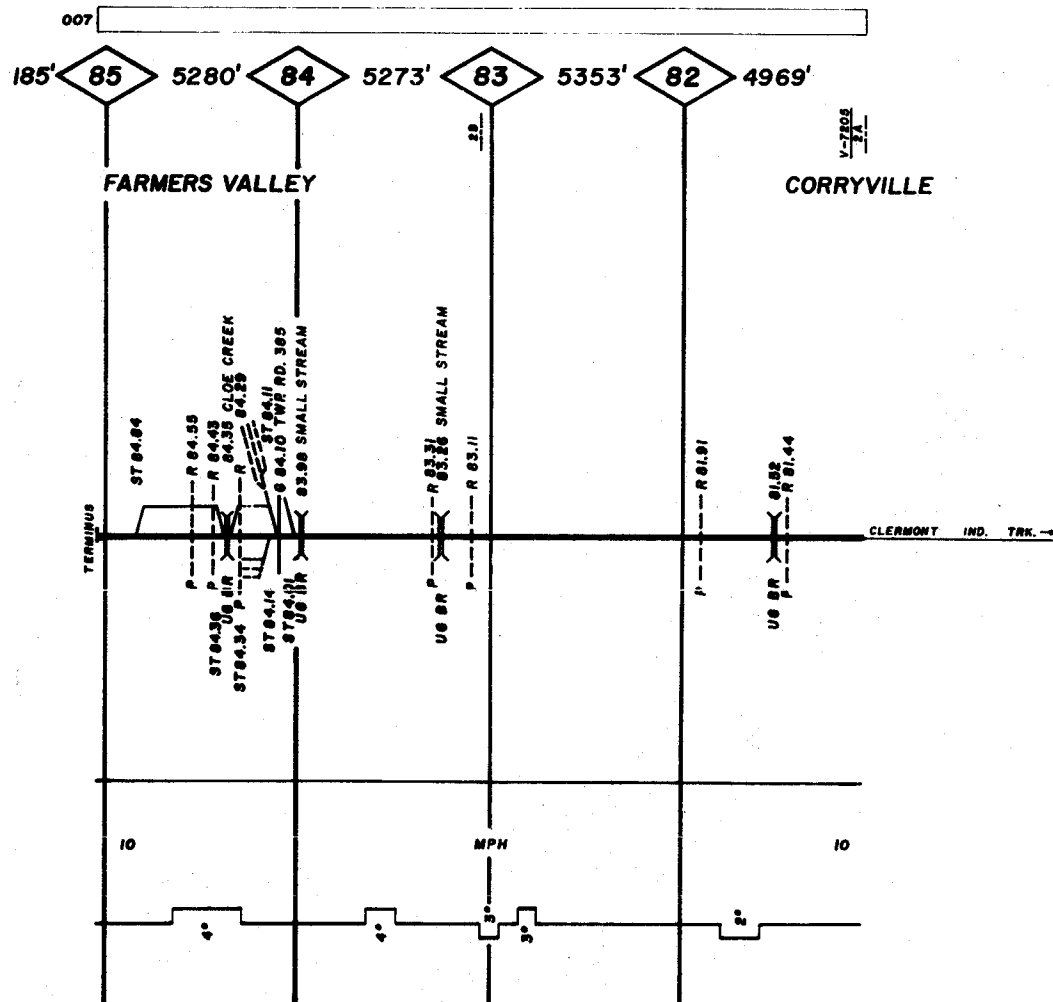 007
185' 85 5280' 84 5273' 83 5353' 82 4969'
2B
V-7205
2A
FARMERS VALLEY
CORRYVILLE
ST 84.84
R 84.55
R 84.43
84.35 CLOE CREEK
R 84.29
ST 84.11
G 84.10 TWP. RD. 385
83.98 SMALL STREAM
R 83.31
83.26 SMALL STREAM
R 83.11
R 81.91
81.52
R 81.44
TERMINUS
CLERMONT IND. TRK.
P
P
ST 84.36
UG BR
ST 84.34
P
ST 84.14
UG BR
P
UG BR
P
P
UG BR
P
10 MPH 10
4°
4°
3°
3°
2°